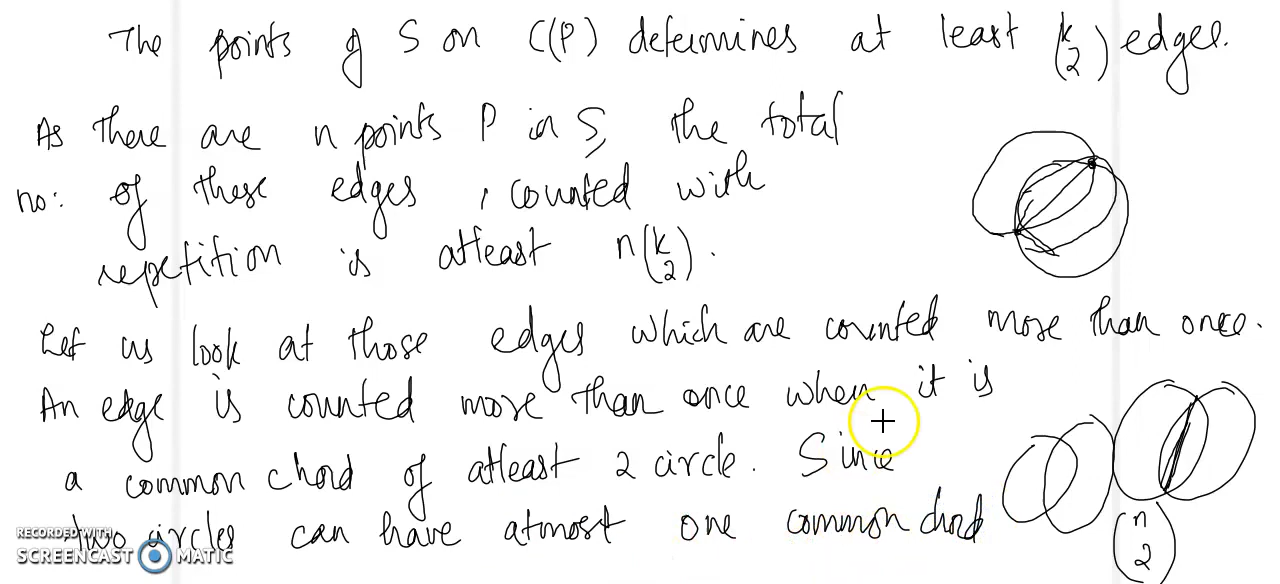 The points of S on C(P) determines at least (k 2) edges.
As there are n points P in S, the total
no: of these edges, counted with
repetition is atleast n(k 2).
Let us look at those edges which are counted more than once.
An edge is counted more than once when it is
a common chord of atleast 2 circle. Since
two circles can have atmost one common chord
(n 2)
RECORDED WITH
SCREENCAST MATIC